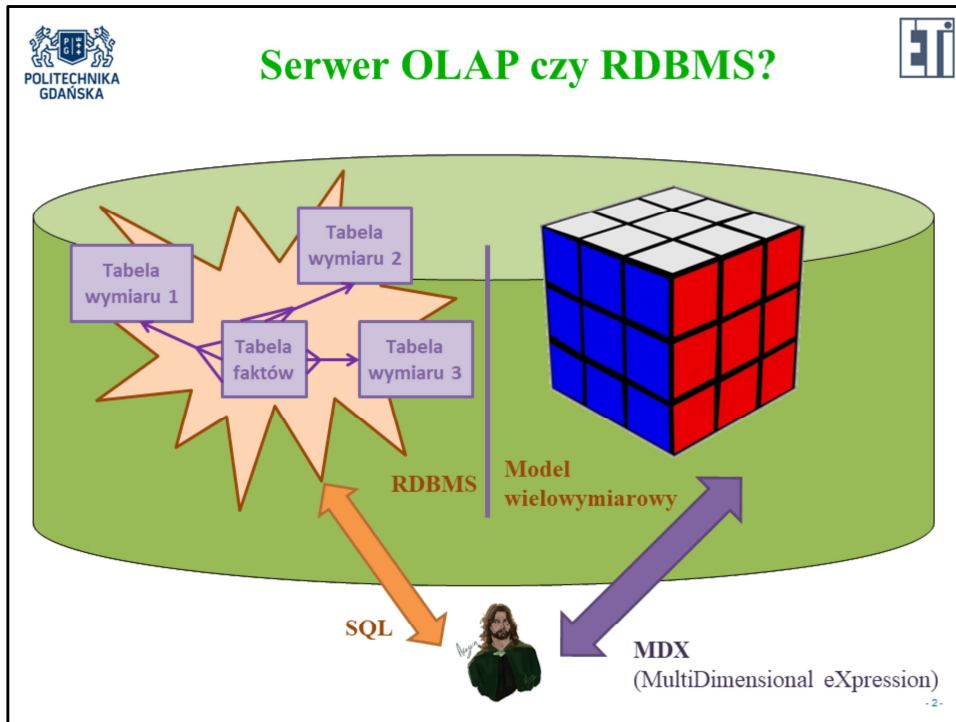 POLITECHNIKA
GDAŃSKA
Serwer OLAP czy RDBMS?
ETI
Tabela
wymiaru 1
Tabela
wymiaru 2
Tabela
faktów
Tabela
wymiaru 3
RDBMS
Model
wielowymiarowy
SQL
MDX
(MultiDimensional eXpression)
- 2 -